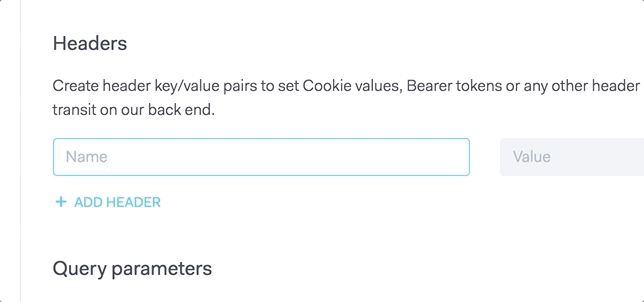 Headers
Create header key/value pairs to set Cookie values, Bearer tokens or any other header
transit on our back end.
Name Value
+ ADD HEADER
Query parameters